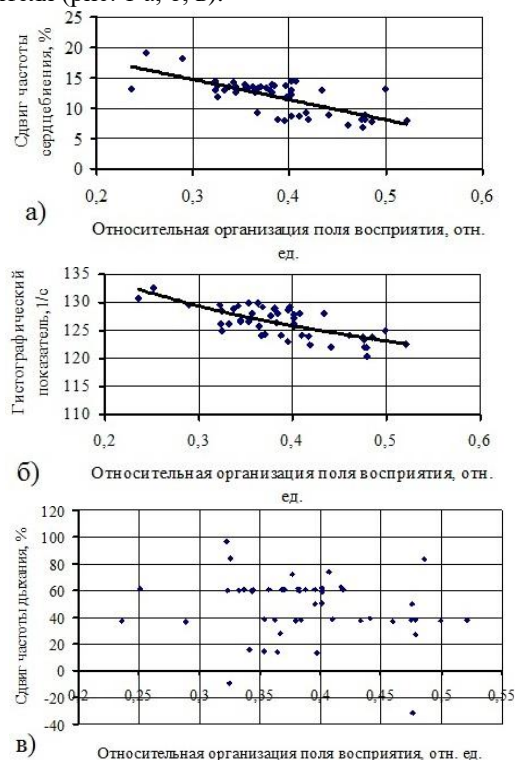 25
20
15
10
5
0
Сдвиг частоты
сердцебиения, %
0,2 0,3 0,4 0,5 0,6
а)
Относительная организация поля восприятия, отн.
ед.
135
130
125
120
115
110
Гистографический
показатель, 1/с
0,2 0,3 0,4 0,5 0,6
б)
Относительная организация поля восприятия, отн.
ед.
120
100
80
60
40
20
0
-20
-40
Сдвиг частоты дыхания, %
0,2 0,25 0,3 0,35 0,4 0,45 0,5 0,55
в)
Относительная организация поля восприятия, отн. ед.